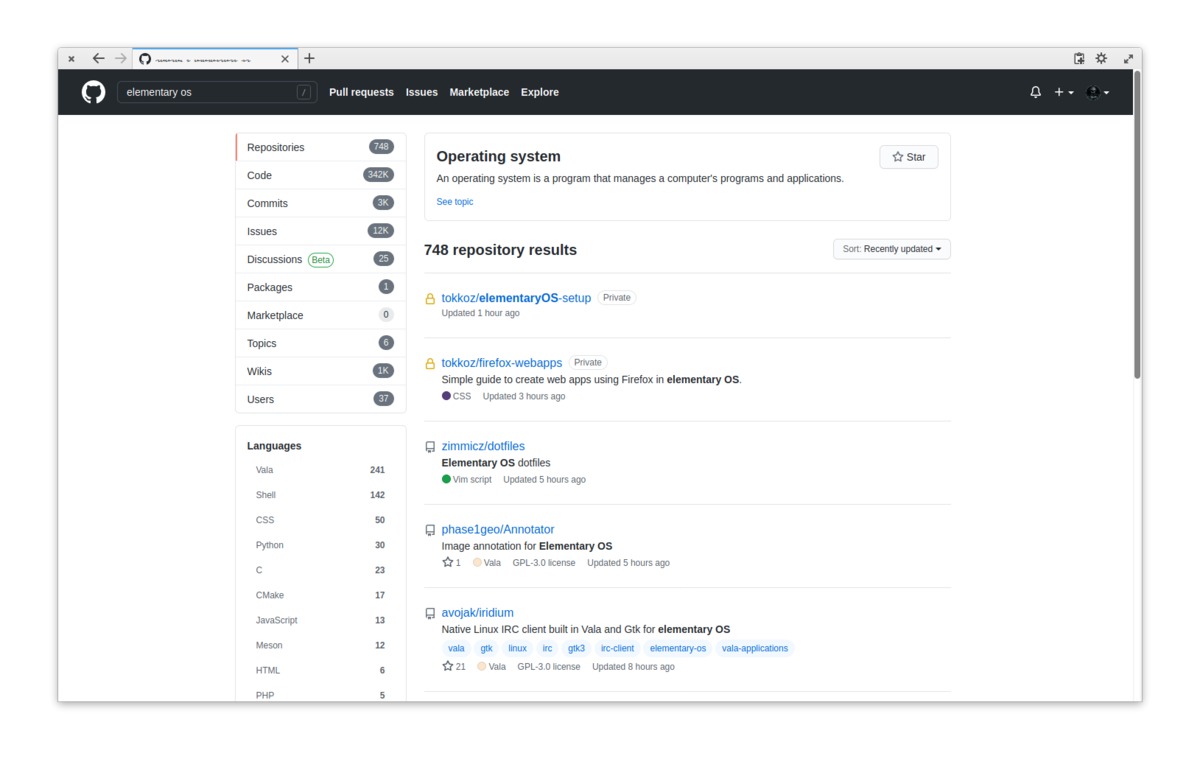 elementary os / Pull requests Issues Marketplace Explore
Repositories 748
Code 342K
Commits 3K
Issues 12K
Discussions Beta 25
Packages 1
Marketplace 0
Topics 6
Wikis 1K
Users 37
Languages
Vala 241
Shell 142
CSS 50
Python 30
C 23
CMake 17
JavaScript 13
Meson 12
HTML 6
PHP 5
Operating system
Star
An operating system is a program that manages a computer's programs and applications.
See topic
748 repository results
Sort: Recently updated
tokkoz/elementaryOS-setup Private
Updated 1 hour ago
tokkoz/firefox-webapps Private
Simple guide to create web apps using Firefox in elementary OS.
CSS Updated 3 hours ago
zimmicz/dotfiles
Elementary OS dotfiles
Vim script Updated 5 hours ago
phase1geo/Annotator
Image annotation for Elementary OS
1 Vala GPL-3.0 license Updated 5 hours ago
avojak/iridium
Native Linux IRC client built in Vala and Gtk for elementary OS
vala gtk linux irc gtk3 irc-client elementary-os vala-applications
21 Vala GPL-3.0 license Updated 8 hours ago